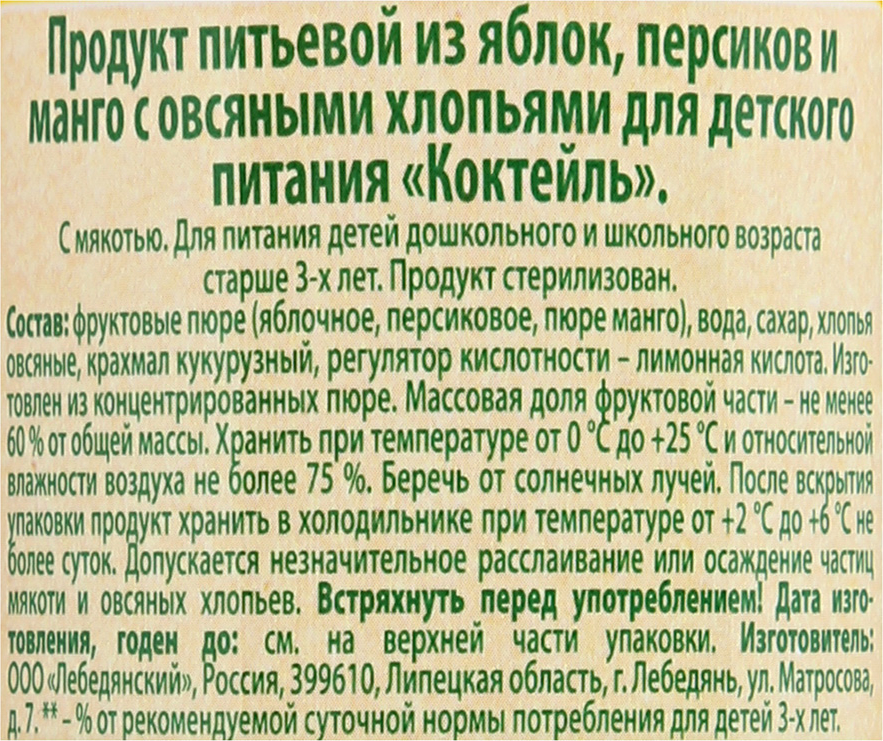 Продукт питьевой из яблок, персиков и
манго с овсяными хлопьями для детского
питания «Коктейль».
С мякотью. Для питания детей дошкольного и школьного возраста
старше 3-х лет. Продукт стерилизован.
Состав: фруктовые пюре (яблочное, персиковое, пюре манго), вода, сахар, хлопья
овсяные, крахмал кукурузный, регулятор кислотности – лимонная кислота. Изго-
товлен из концентрированных пюре. Массовая доля фруктовой части – не менее
60 % от общей массы. Хранить при температуре от 0 °С до +25 °С и относительной
влажности воздуха не более 75 %. Беречь от солнечных лучей. После вскрытия
упаковки продукт хранить в холодильнике при температуре от +2 °С до +6 °С не
более суток. Допускается незначительное расслаивание или осаждение частиц
мякоти и овсяных хлопьев. Встряхнуть перед употреблением! Дата изго-
товления, годен до: см. на верхней части упаковки. Изготовитель:
ООО «Лебедянский», Россия, 399610, Липецкая область, г. Лебедянь, ул. Матросова,
д. 7. ** – % от рекомендуемой суточной нормы потребления для детей 3-х лет.